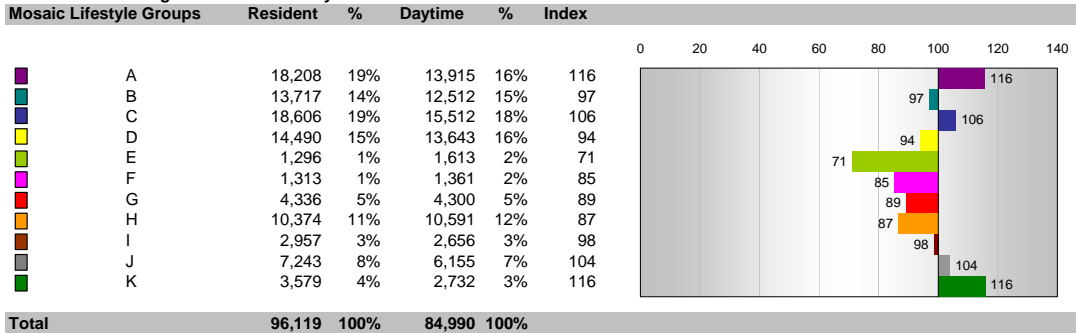 Mosaic Lifestyle Groups Resident % Daytime % Index
0 20 40 60 80 100 120 140
A 18,208 19% 13,915 16% 116 116
B 13,717 14% 12,512 15% 97 97
C 18,606 19% 15,512 18% 106 106
D 14,490 15% 13,643 16% 94 94
E 1,296 1% 1,613 2% 71 71
F 1,313 1% 1,361 2% 85 85
G 4,336 5% 4,300 5% 89 89
H 10,374 11% 10,591 12% 87 87
I 2,957 3% 2,656 3% 98 98
J 7,243 8% 6,155 7% 104 104
K 3,579 4% 2,732 3% 116 116
Total 96,119 100% 84,990 100%